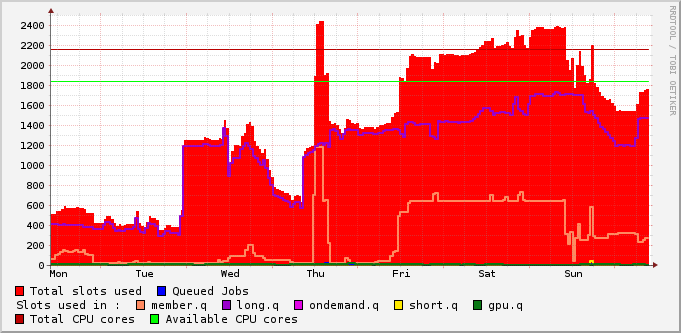 RRDTOOL / TOBI OETIKER
2400
2200
2000
1800
1600
1400
1200
1000
800
600
400
200
0
Mon Tue Wed Thu Fri Sat Sun
Total slots used Queued Jobs
Slots used in : member.q long.q ondemand.q short.q gpu.q
Total CPU cores Available CPU cores